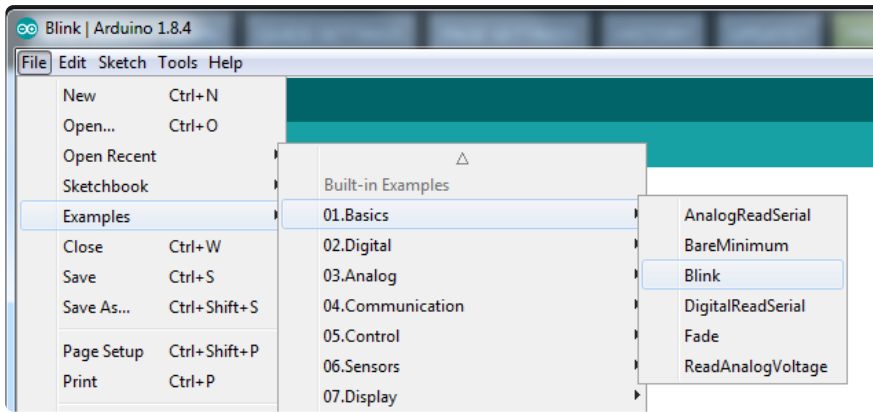 Blink | Arduino 1.8.4
File Edit Sketch Tools Help
New Ctrl+N
Open... Ctrl+O
Open Recent
Sketchbook
Examples
Close Ctrl+W
Save Ctrl+S
Save As... Ctrl+Shift+S
Page Setup Ctrl+Shift+P
Print Ctrl+P
Built-in Examples
01.Basics
02.Digital
03.Analog
04.Communication
05.Control
06.Sensors
07.Display
AnalogReadSerial
BareMinimum
Blink
DigitalReadSerial
Fade
ReadAnalogVoltage